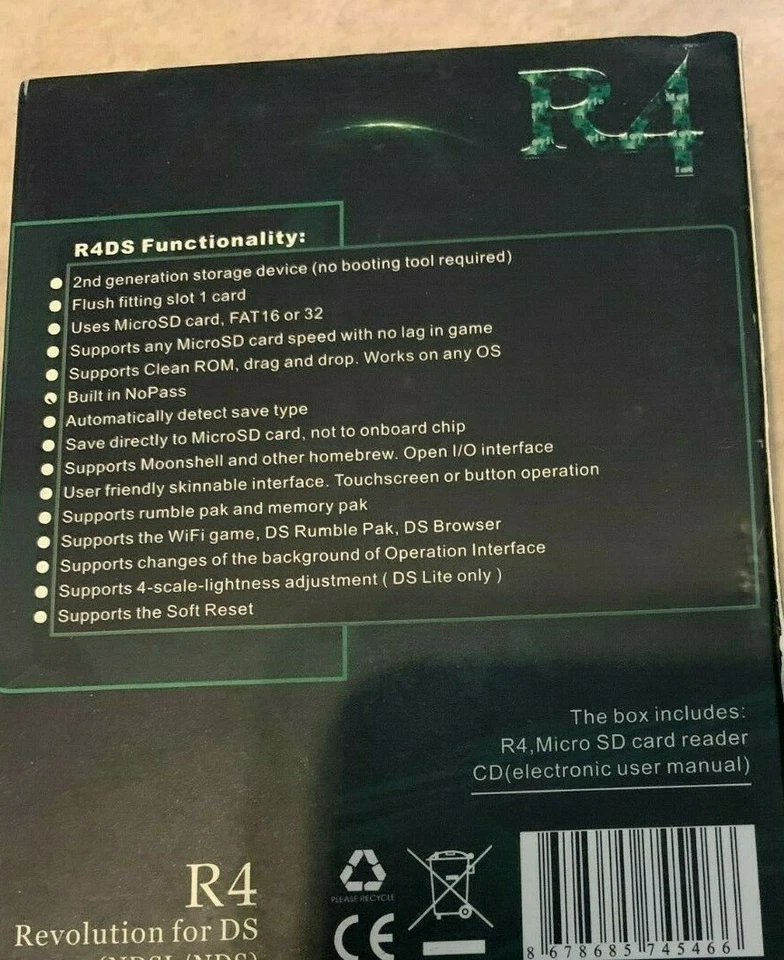 R4
R4DS Functionality:
2nd generation storage device (no booting tool required)
Flush fitting slot 1 card
Uses MicroSD card, FAT16 or 32
Supports any MicroSD card speed with no lag in game
Supports Clean ROM, drag and drop. Works on any OS
Built in NoPass
Automatically detect save type
Save directly to MicroSD card, not to onboard chip
Supports Moonshell and other homebrew. Open I/O interface
User friendly skinnable interface. Touchscreen or button operation
Supports rumble pak and memory pak
Supports the WiFi game, DS Rumble Pak, DS Browser
Supports changes of the background of Operation Interface
Supports 4-scale-lightness adjustment ( DS Lite only )
Supports the Soft Reset
The box includes:
R4,Micro SD card reader
CD(electronic user manual)
R4
Revolution for DS
(NDSL/NDS)
PLEASE RECYCLE
CE
8 678685 745466